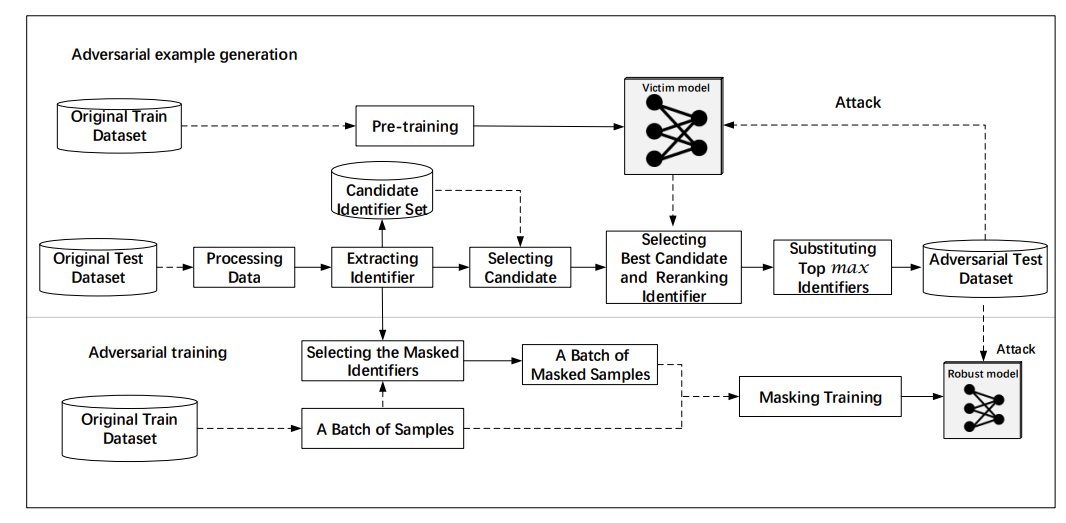 Adversarial example generation
Original Train
Dataset
Pre-training
Victim model
Attack
Candidate
Identifier Set
Original Test
Dataset
Processing
Data
Extracting
Identifier
Selecting
Candidate
Selecting
Best Candidate
and Reranking
Identifier
Substituting
Top max
Identifiers
Adversarial Test
Dataset
Adversarial training
Selecting the Masked
Identifiers
A Batch of
Masked Samples
Attack
Robust model
Masking Training
Original Train
Dataset
A Batch of Samples